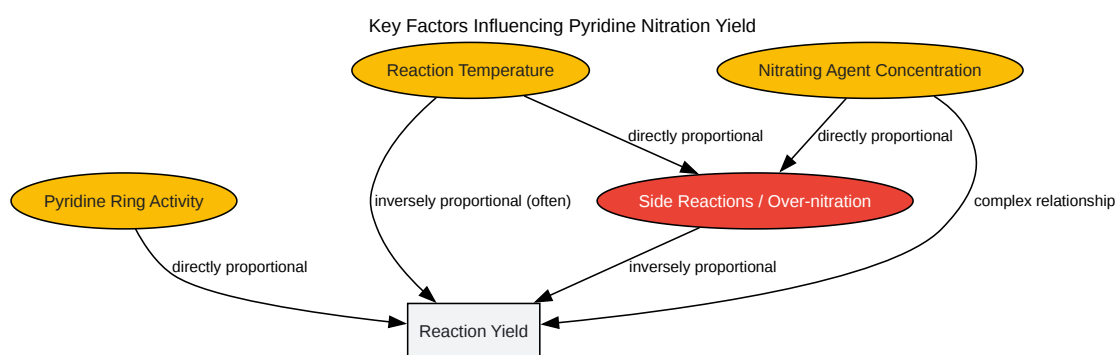 Key Factors Influencing Pyridine Nitration Yield
Reaction Temperature
Nitrating Agent Concentration
directly proportional
directly proportional
Pyridine Ring Activity
inversely proportional (often)
Side Reactions / Over-nitration
complex relationship
directly proportional
inversely proportional
Reaction Yield